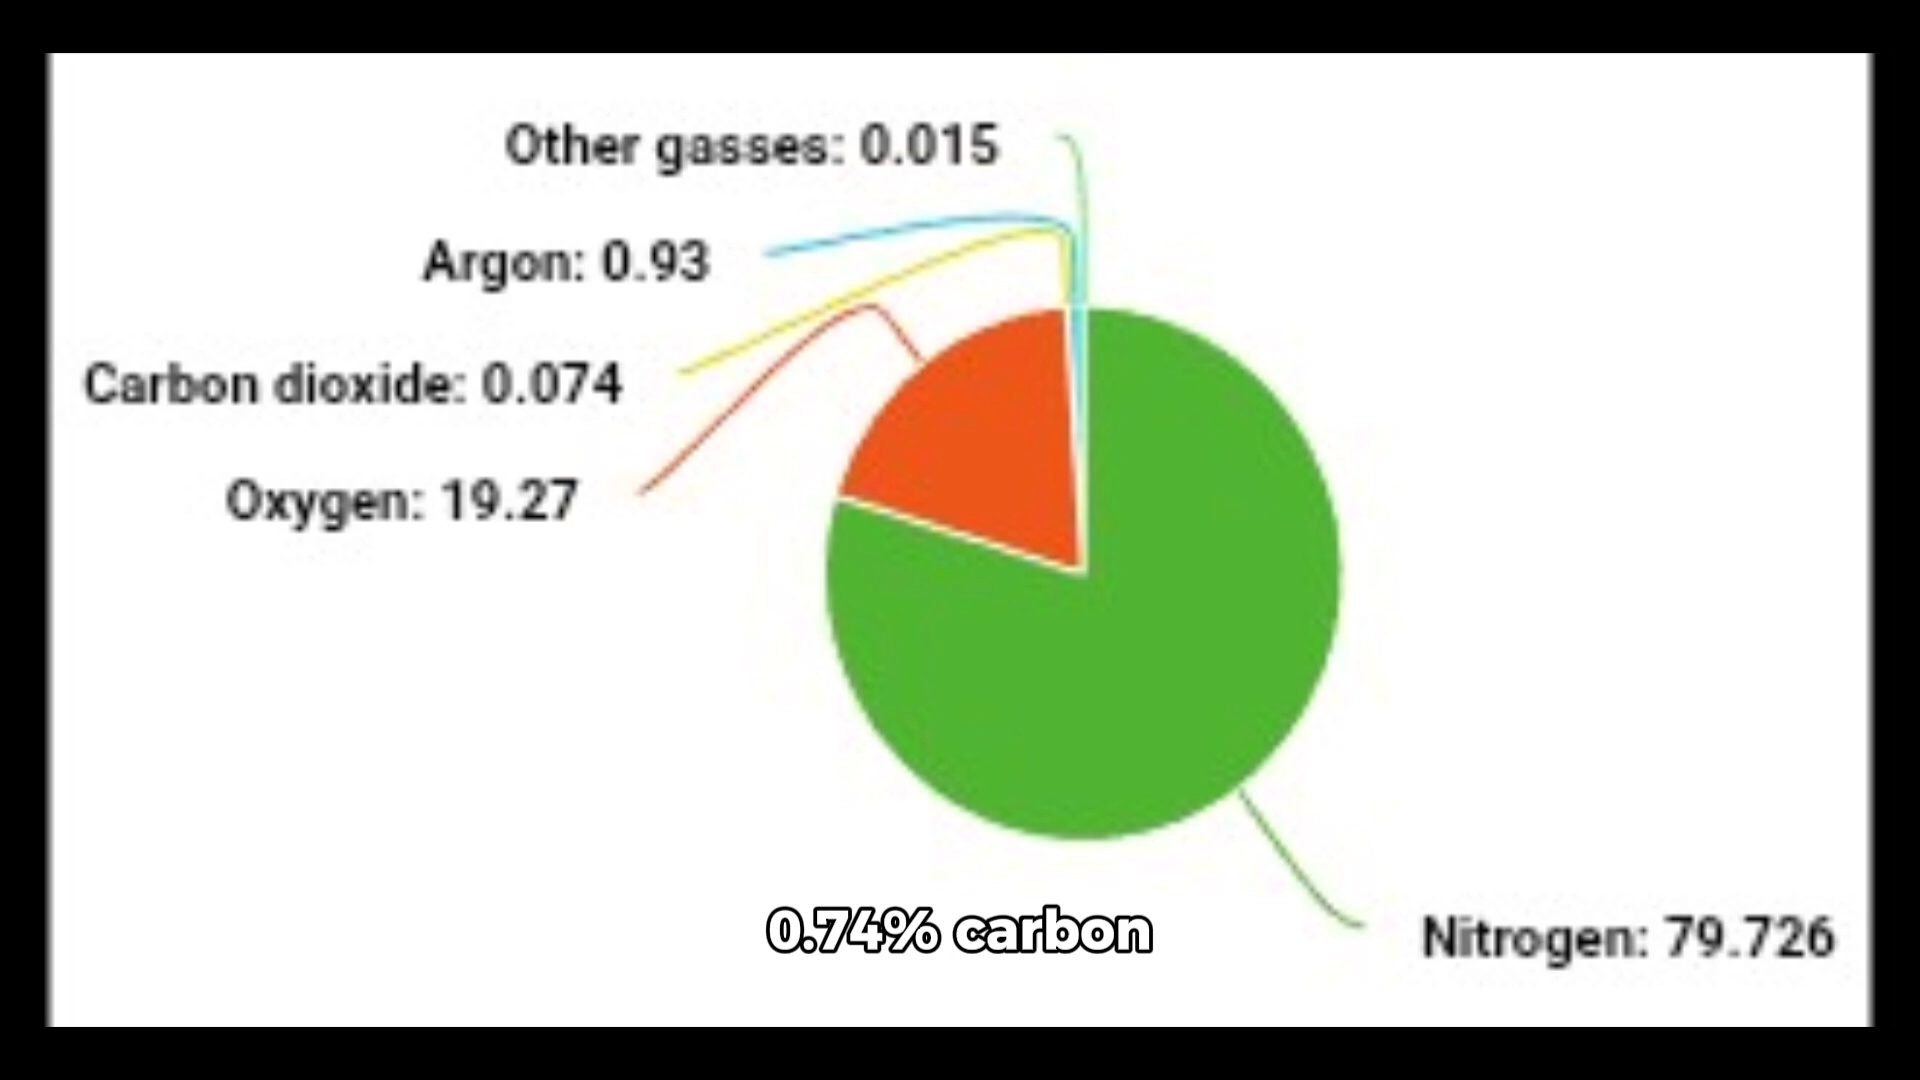 Other gasses: 0.015
Argon: 0.93
Carbon dioxide: 0.074
Oxygen: 19.27
0.74% carbon
Nitrogen: 79.726